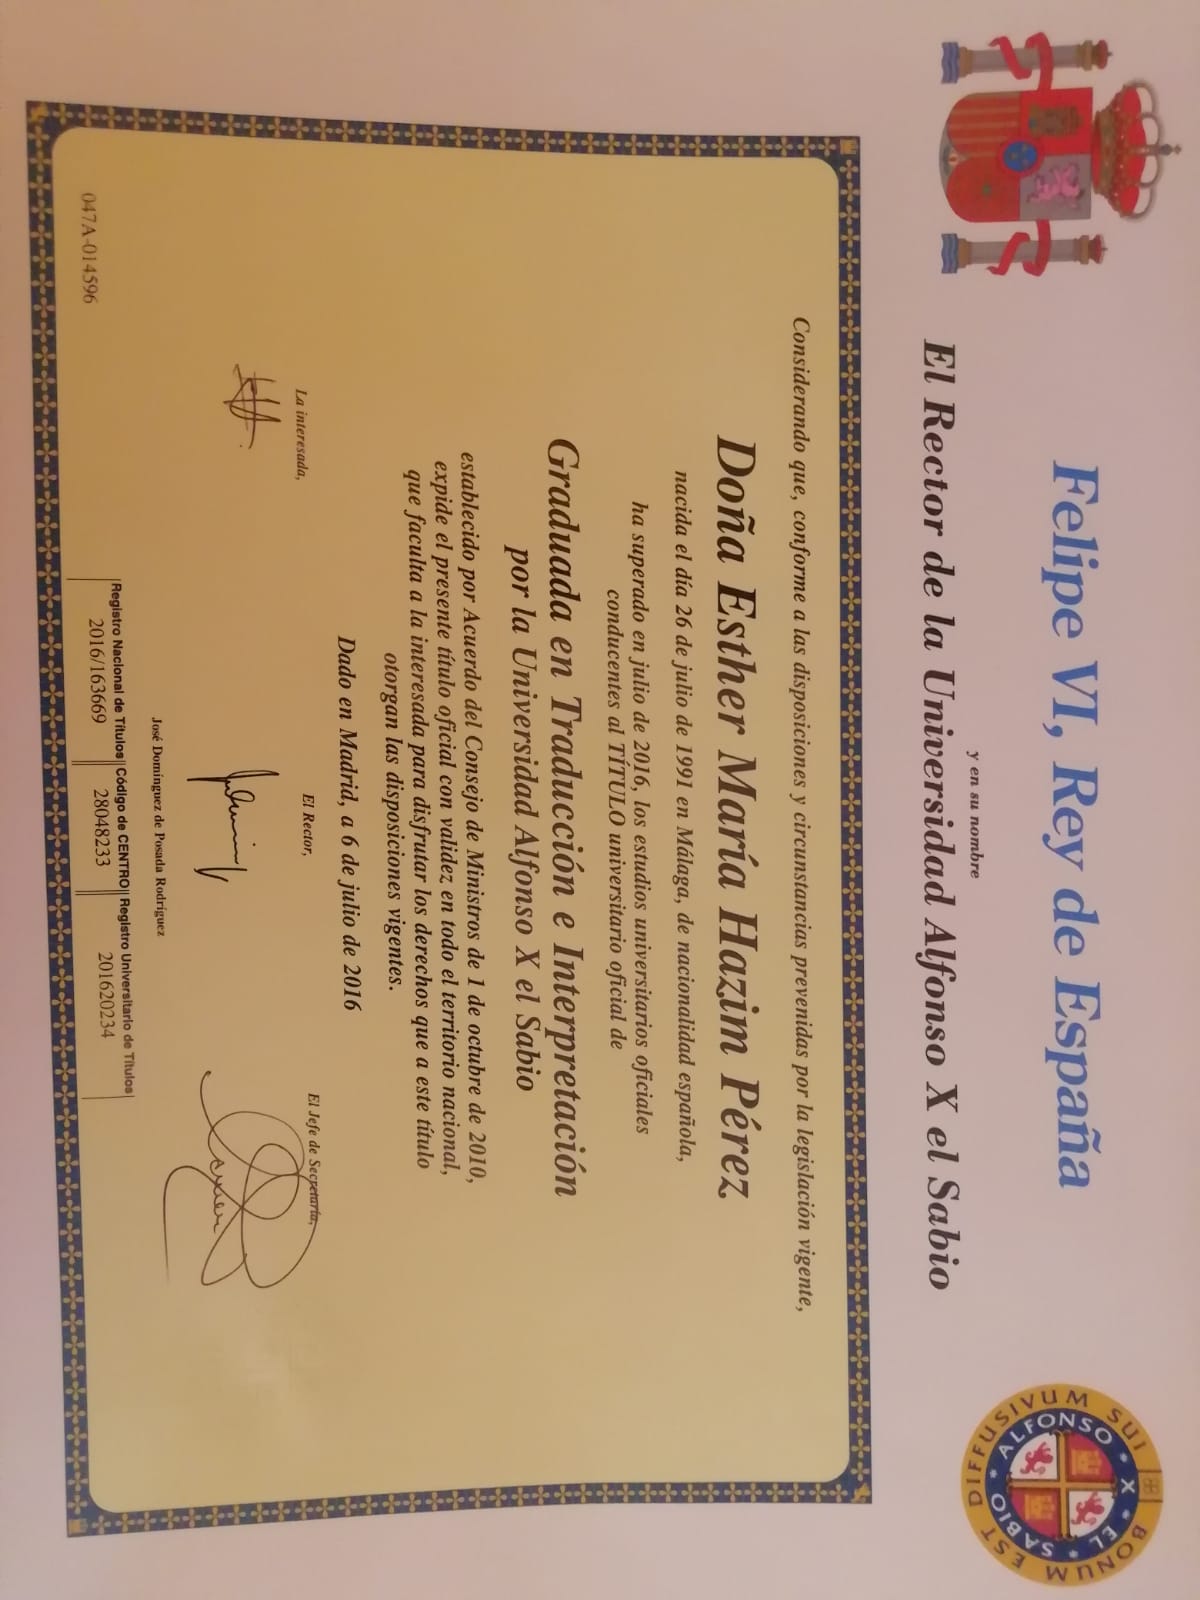 Felipe VI, Rey de España
y en su nombre
El Rector de la Universidad Alfonso X el Sabio
DIFFUSIVUM SUI BONUM EST
ALFONSO X EL SABIO
Considerando que, conforme a las disposiciones y circunstancias prevenidas por la legislación vigente,
Doña Esther María Hazim Pérez
nacida el día 26 de julio de 1991 en Málaga, de nacionalidad española,
ha superado en julio de 2016, los estudios universitarios oficiales
conducentes al TÍTULO universitario oficial de
Graduada en Traducción e Interpretación
por la Universidad Alfonso X el Sabio
establecido por Acuerdo del Consejo de Ministros de 1 de octubre de 2010,
expide el presente título oficial con validez en todo el territorio nacional,
que faculta a la interesada para disfrutar los derechos que a este título
otorgan las disposiciones vigentes.
Dado en Madrid, a 6 de julio de 2016
La interesada,
El Rector,
El Jefe de Secretaría,
José Domínguez de Posada Rodríguez
Registro Nacional de Títulos
Código de CENTRO
Registro Universitario de Títulos
2016/163669
28048233
201620234
047A-014596